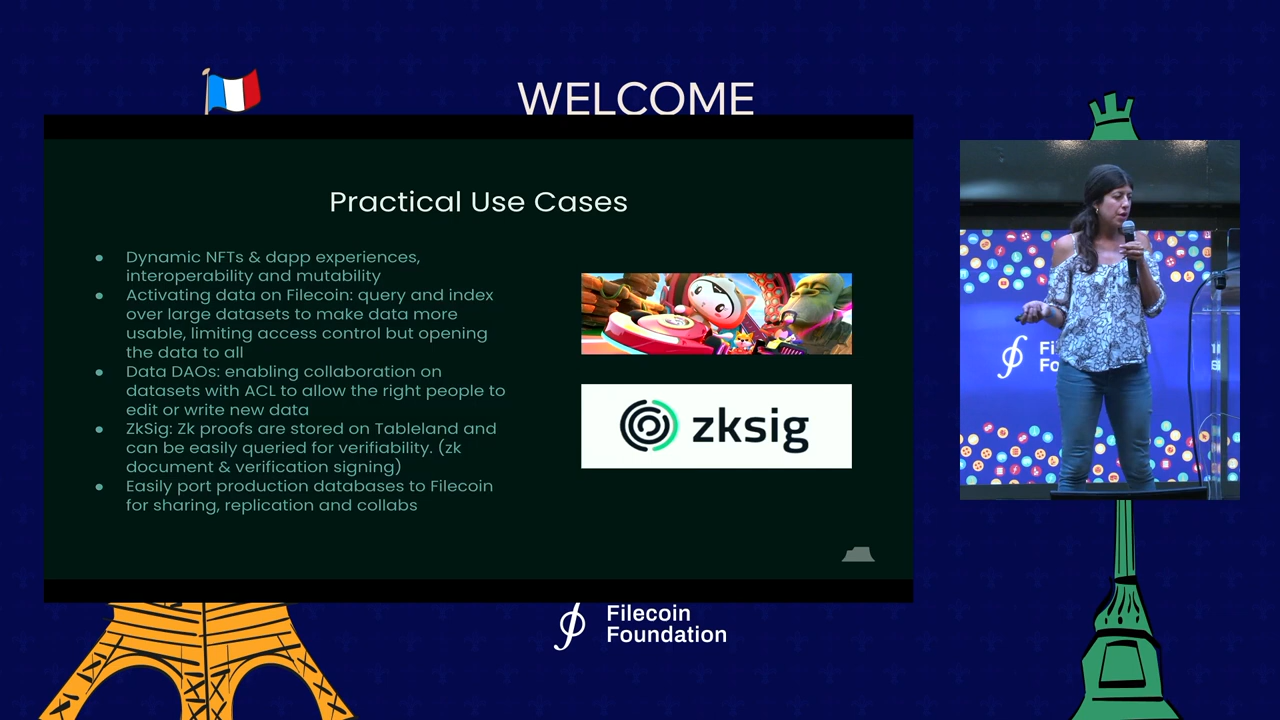 WELCOME
Practical Use Cases
● Dynamic NFTs & dapp experiences,
interoperability and mutability
● Activating data on Filecoin: query and index
over large datasets to make data more
usable, limiting access control but opening
the data to all
● Data DAOs: enabling collaboration on
datasets with ACL to allow the right people to
edit or write new data
● ZkSig: Zk proofs are stored on Tableland and
can be easily queried for verifiability. (zk
document & verification signing)
● Easily port production databases to Filecoin
for sharing, replication and collabs
zksig
Fi
Fo
Filecoin
Foundation